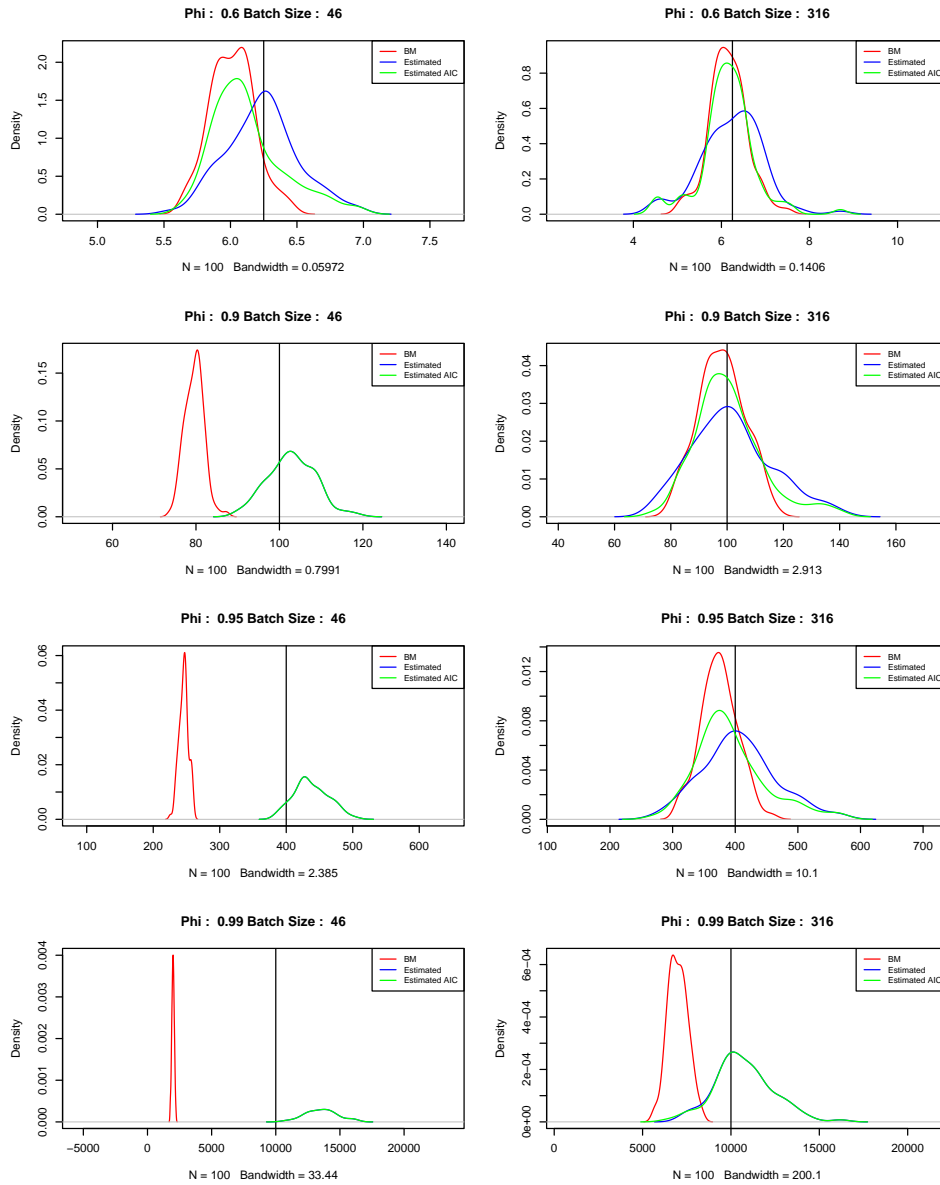 Phi :  0.6 Batch Size :  46
Density
0.0 0.5 1.0 1.5 2.0
BM
Estimated
Estimated AIC
5.0 5.5 6.0 6.5 7.0 7.5
N = 100   Bandwidth = 0.05972
Phi :  0.6 Batch Size :  316
Density
0.0 0.2 0.4 0.6 0.8
BM
Estimated
Estimated AIC
4 6 8 10
N = 100   Bandwidth = 0.1406
Phi :  0.9 Batch Size :  46
Density
0.00 0.05 0.10 0.15
BM
Estimated
Estimated AIC
60 80 100 120 140
N = 100   Bandwidth = 0.7991
Phi :  0.9 Batch Size :  316
Density
0.00 0.01 0.02 0.03 0.04
BM
Estimated
Estimated AIC
40 60 80 100 120 140 160
N = 100   Bandwidth = 2.913
Phi :  0.95 Batch Size :  46
Density
0.00 0.02 0.04 0.06
BM
Estimated
Estimated AIC
100 200 300 400 500 600
N = 100   Bandwidth = 2.385
Phi :  0.95 Batch Size :  316
Density
0.000 0.004 0.008 0.012
BM
Estimated
Estimated AIC
100 200 300 400 500 600 700
N = 100   Bandwidth = 10.1
Phi :  0.99 Batch Size :  46
Density
0.000 0.001 0.002 0.003 0.004
BM
Estimated
Estimated AIC
−5000 0 5000 10000 15000 20000
N = 100   Bandwidth = 33.44
Phi :  0.99 Batch Size :  316
Density
0e+00 2e−04 4e−04 6e−04
BM
Estimated
Estimated AIC
0 5000 10000 15000 20000
N = 100   Bandwidth = 200.1